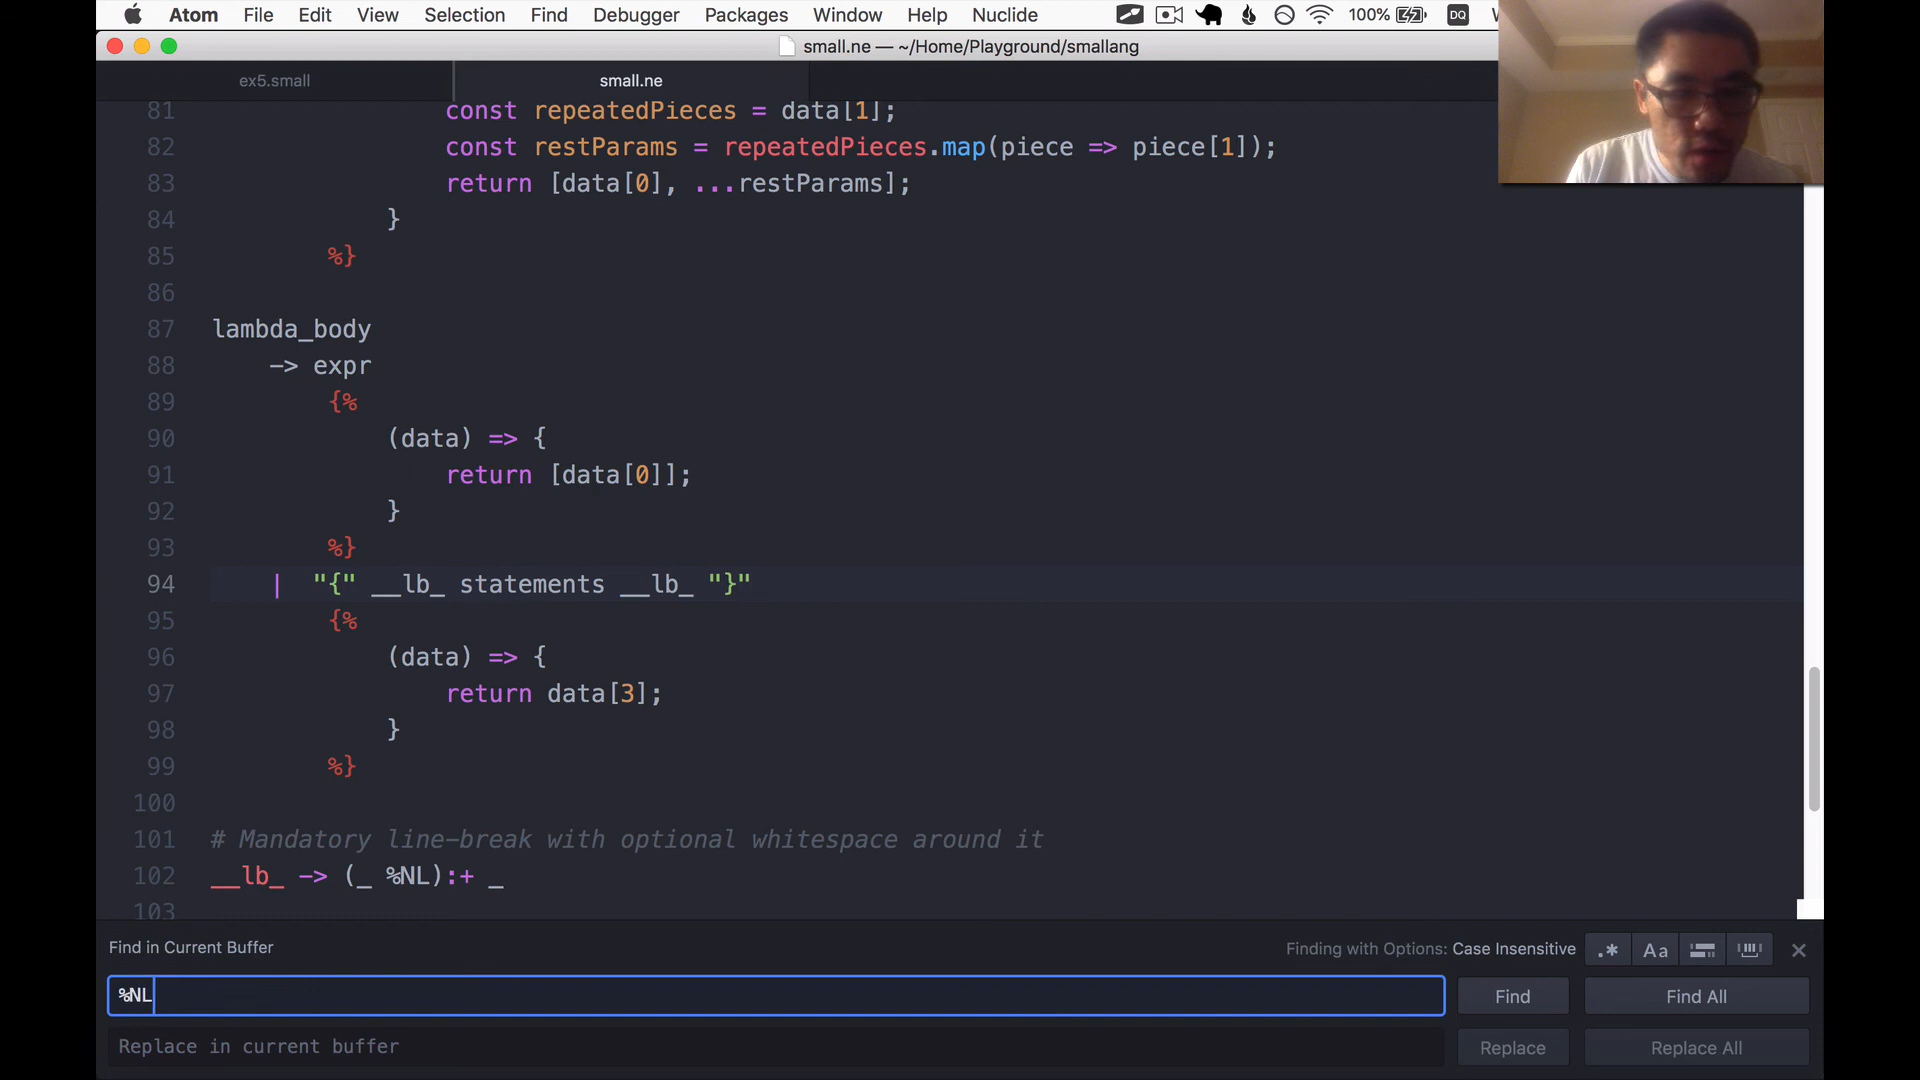 Atom File Edit View Selection Find Debugger Packages Window Help Nuclide 100% DQ
small.ne — ~/Home/Playground/smallang
ex5.small small.ne
81 const repeatedPieces = data[1];
82 const restParams = repeatedPieces.map(piece => piece[1]);
83 return [data[0], ...restParams];
84 }
85 %}
86
87 lambda_body
88 -> expr
89 {%
90 (data) => {
91 return [data[0]];
92 }
93 %}
94 | "{" __lb_ statements __lb_ "}"
95 {%
96 (data) => {
97 return data[3];
98 }
99 %}
100
101 # Mandatory line-break with optional whitespace around it
102 __lb_ -> (_ %NL):+ _
103
Find in Current Buffer Finding with Options: Case Insensitive .* Aa
%NL Find Find All
Replace in current buffer Replace Replace All